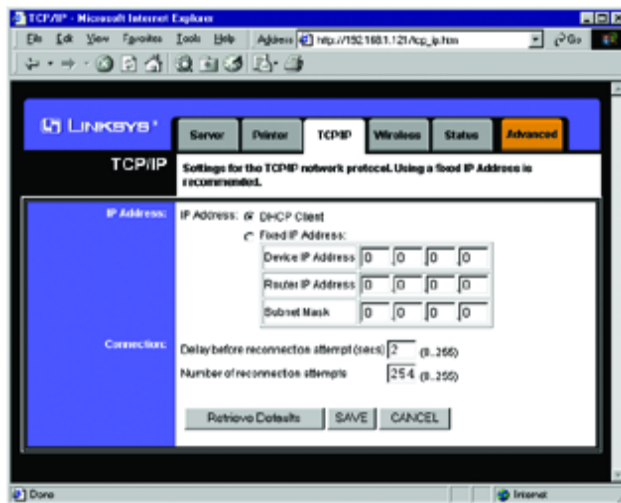 TCP/IP - Microsoft Internet Explorer
File Edit View Favorites Tools Help Address http://192.168.1.121/tcp_ip.htm Go
LINKSYS®
Server Printer TCP/IP Wireless Status Advanced
TCP/IP
Settings for the TCP/IP network protocol. Using a fixed IP Address is
recommended.
IP Address: IP Address: DHCP Client
Fixed IP Address:
Device IP Address 0 .0 .0 .0
Router IP Address 0 .0 .0 .0
Subnet Mask 0 .0 .0 .0
Connection:
Delay before reconnection attempt (secs) 2 (0..255)
Number of reconnection attempts 254 (0..255)
Retrieve Defaults SAVE CANCEL
Done Internet